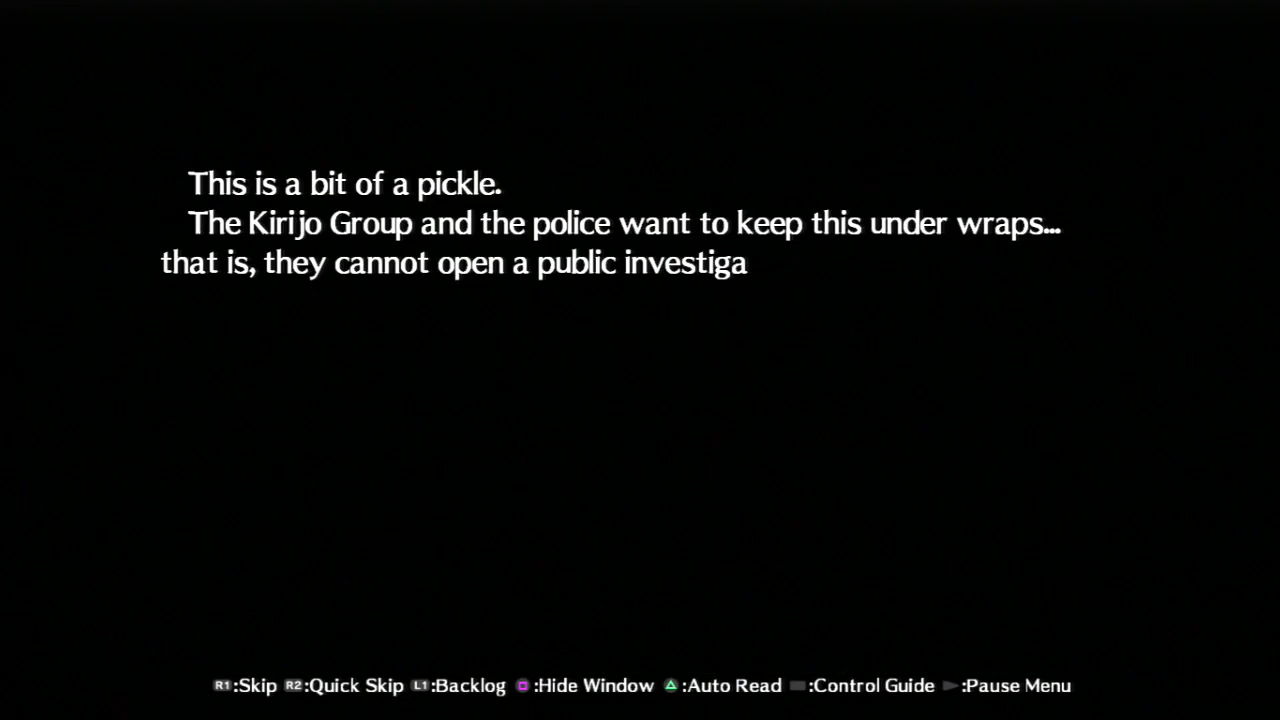 This is a bit of a pickle.
The Kirijo Group and the police want to keep this under wraps...
that is, they cannot open a public investiga
R1:Skip R2:Quick Skip L1:Backlog :Hide Window :Auto Read :Control Guide :Pause Menu